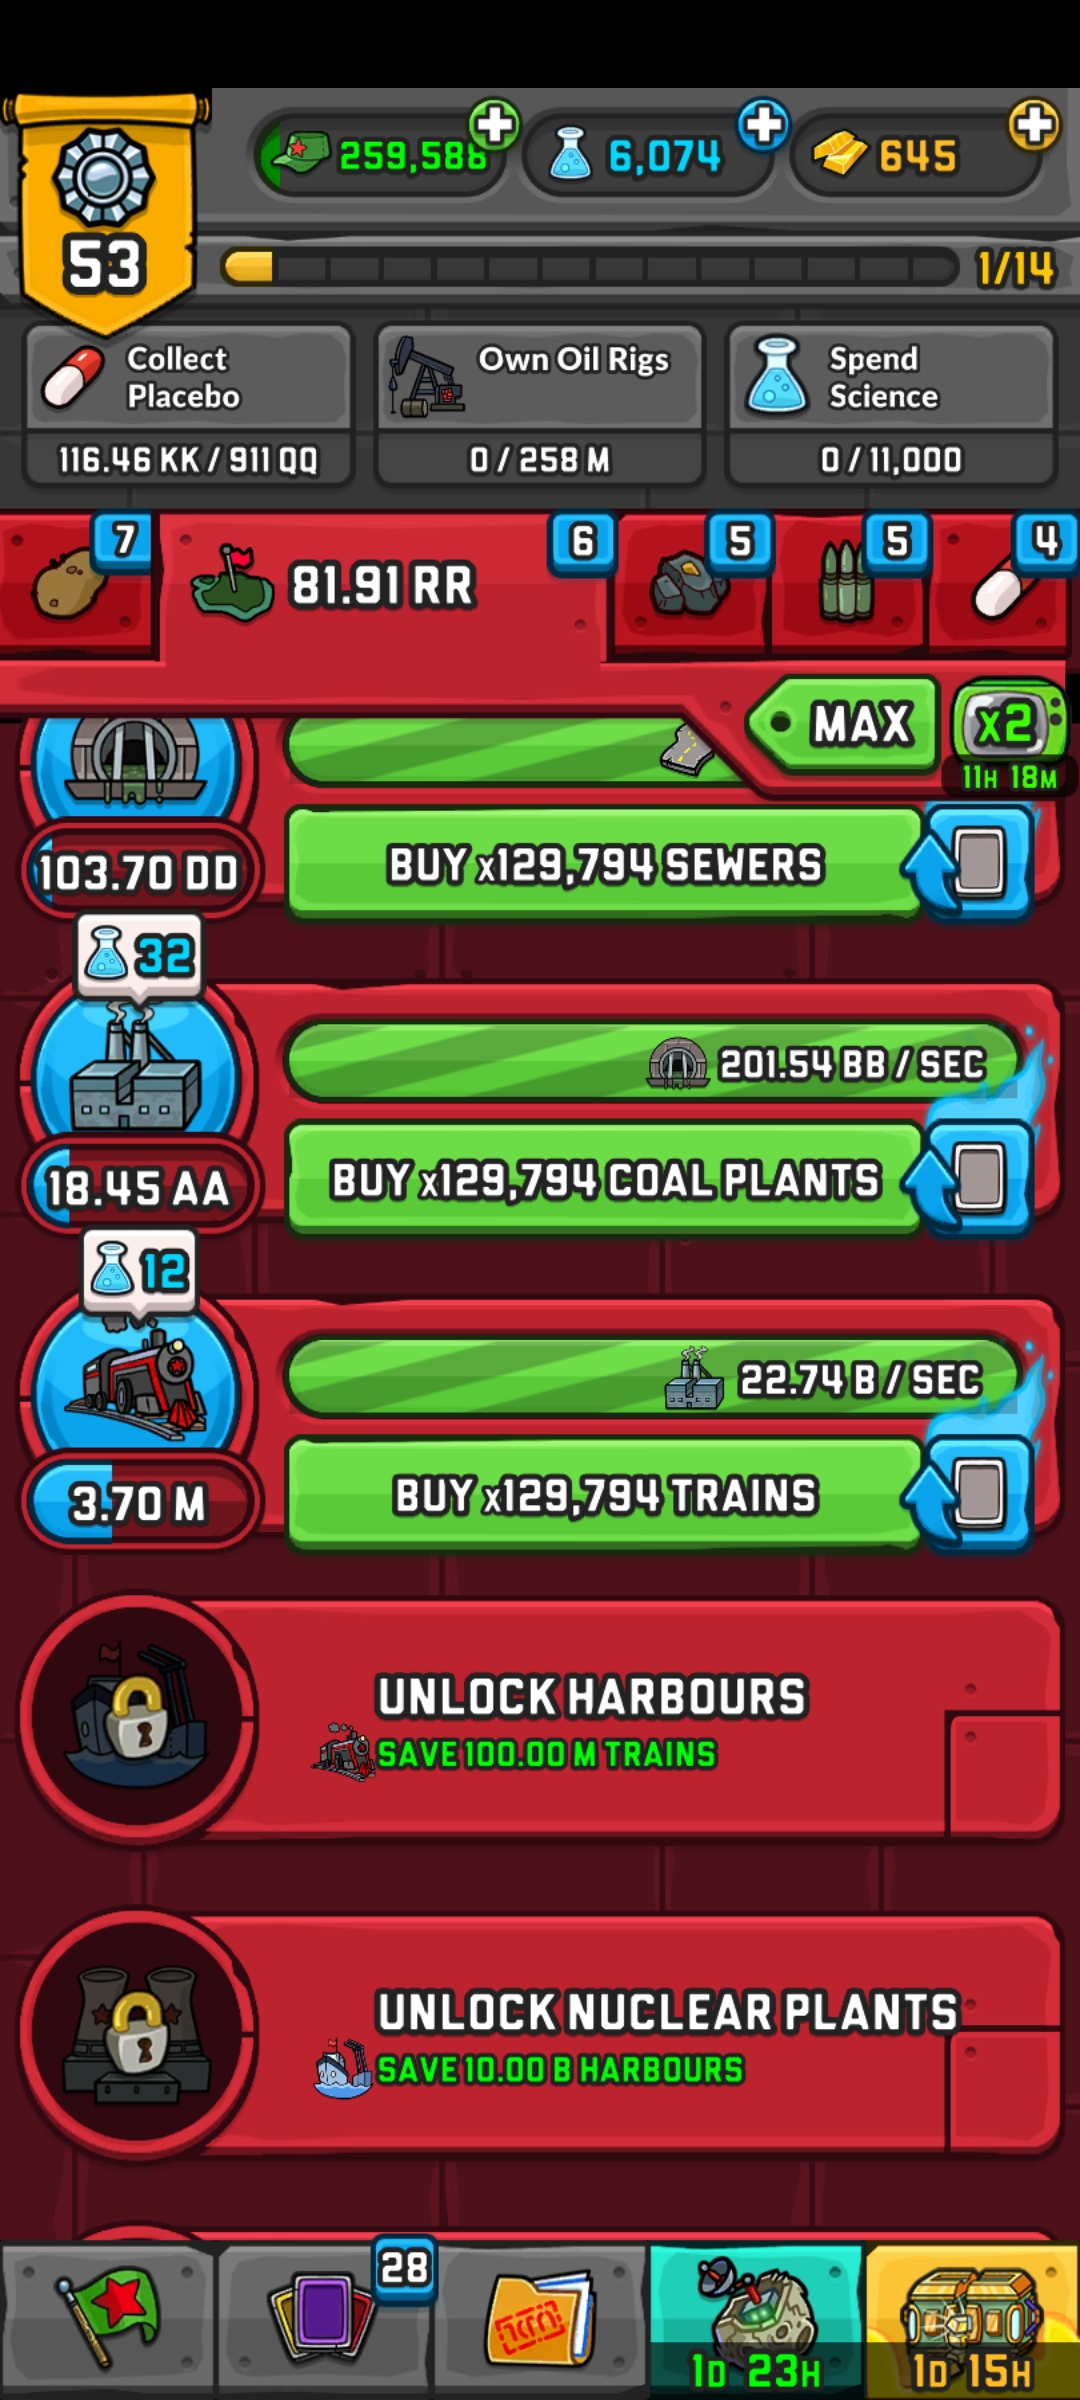 259,588
6,074
645
53
1/14
Collect
Placebo
Own Oil Rigs
Spend
Science
116.46 KK / 911 QQ
0 / 258 M
0 / 11,000
7
81.91 RR
6
5
5
4
MAX
x2
11H 18M
103.70 DD
BUY x129,794 SEWERS
32
201.54 BB / SEC
18.45 AA
BUY x129,794 COAL PLANTS
12
22.74 B / SEC
3.70 M
BUY x129,794 TRAINS
UNLOCK HARBOURS
SAVE 100.00 M TRAINS
UNLOCK NUCLEAR PLANTS
SAVE 10.00 B HARBOURS
28
1D 23H
1D 15H